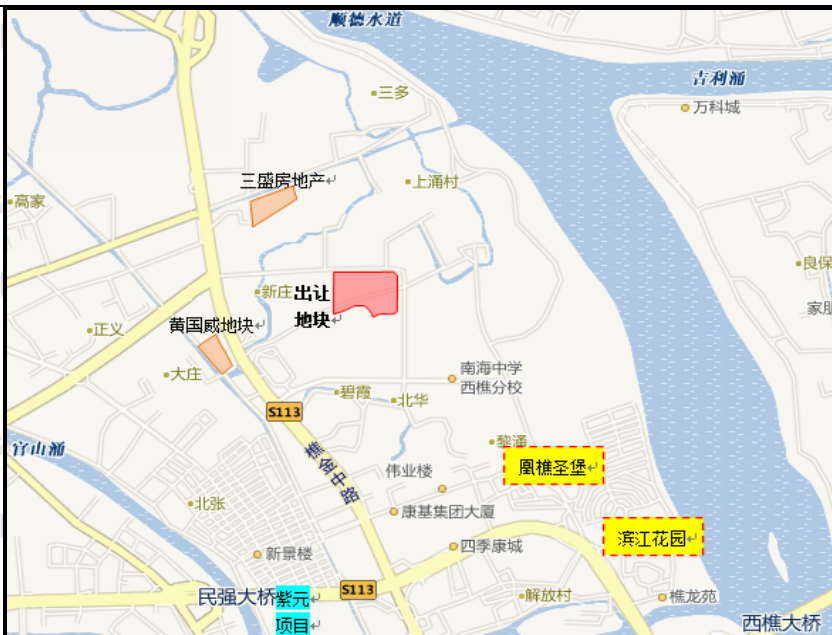 顺德水道
吉利涌
三多
万科城
三盛房地产
上涌村
高家
良保
新庄
出让
地块
家朋
黄国威地块
正义
大庄
南海中学
西樵分校
碧霞
北华
S113
官山涌
樵金中路
黎涌
凰樵圣堡
伟业楼
北张
康基集团大厦
滨江花园
新景楼
四季康城
民强大桥
紫元
项目
S113
解放村
樵龙苑
西樵大桥